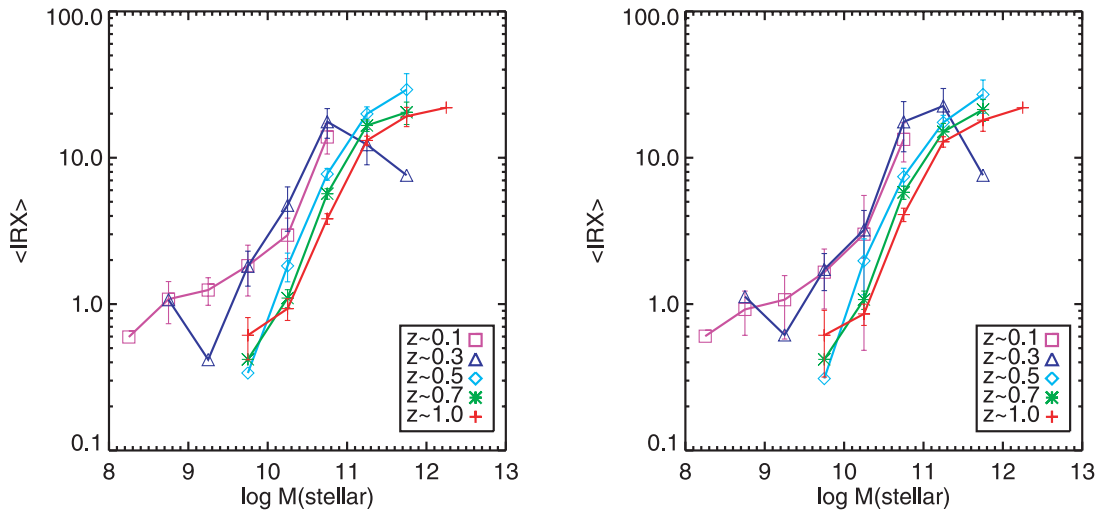 100.0
10.0
1.0
0.1
<IRX>
8 9 10 11 12 13
log M(stellar)
z~0.1
z~0.3
z~0.5
z~0.7
z~1.0
100.0
10.0
1.0
0.1
<IRX>
8 9 10 11 12 13
log M(stellar)
z~0.1
z~0.3
z~0.5
z~0.7
z~1.0